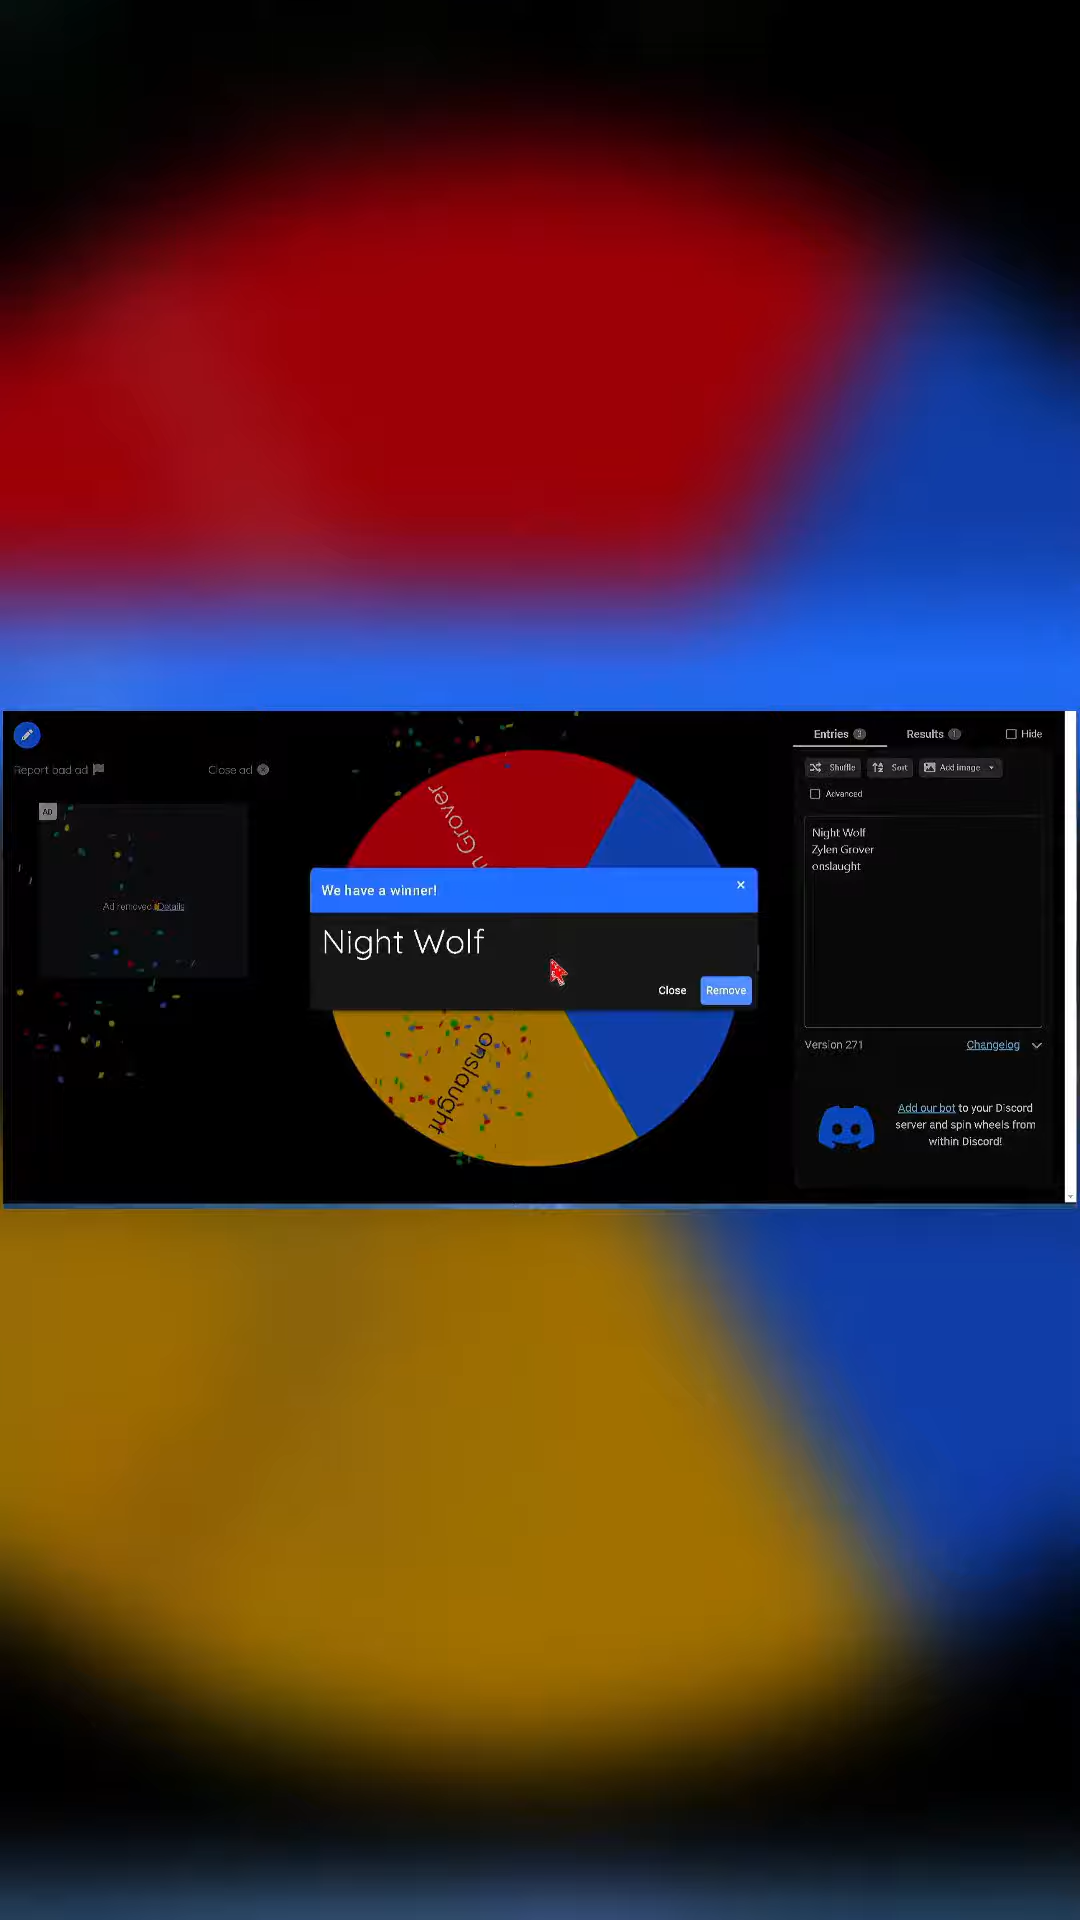 Entries 3
Results 1
Hide
Report bad ad
Close ad
Shuffle
Sort
Add image
Advanced
AD
Ad removed. Details
n Grover
onslaught
We have a winner!
Night Wolf
Close
Remove
Night Wolf
Zylen Grover
onslaught
Version 271
Changelog
Add our bot to your Discord
server and spin wheels from
within Discord!